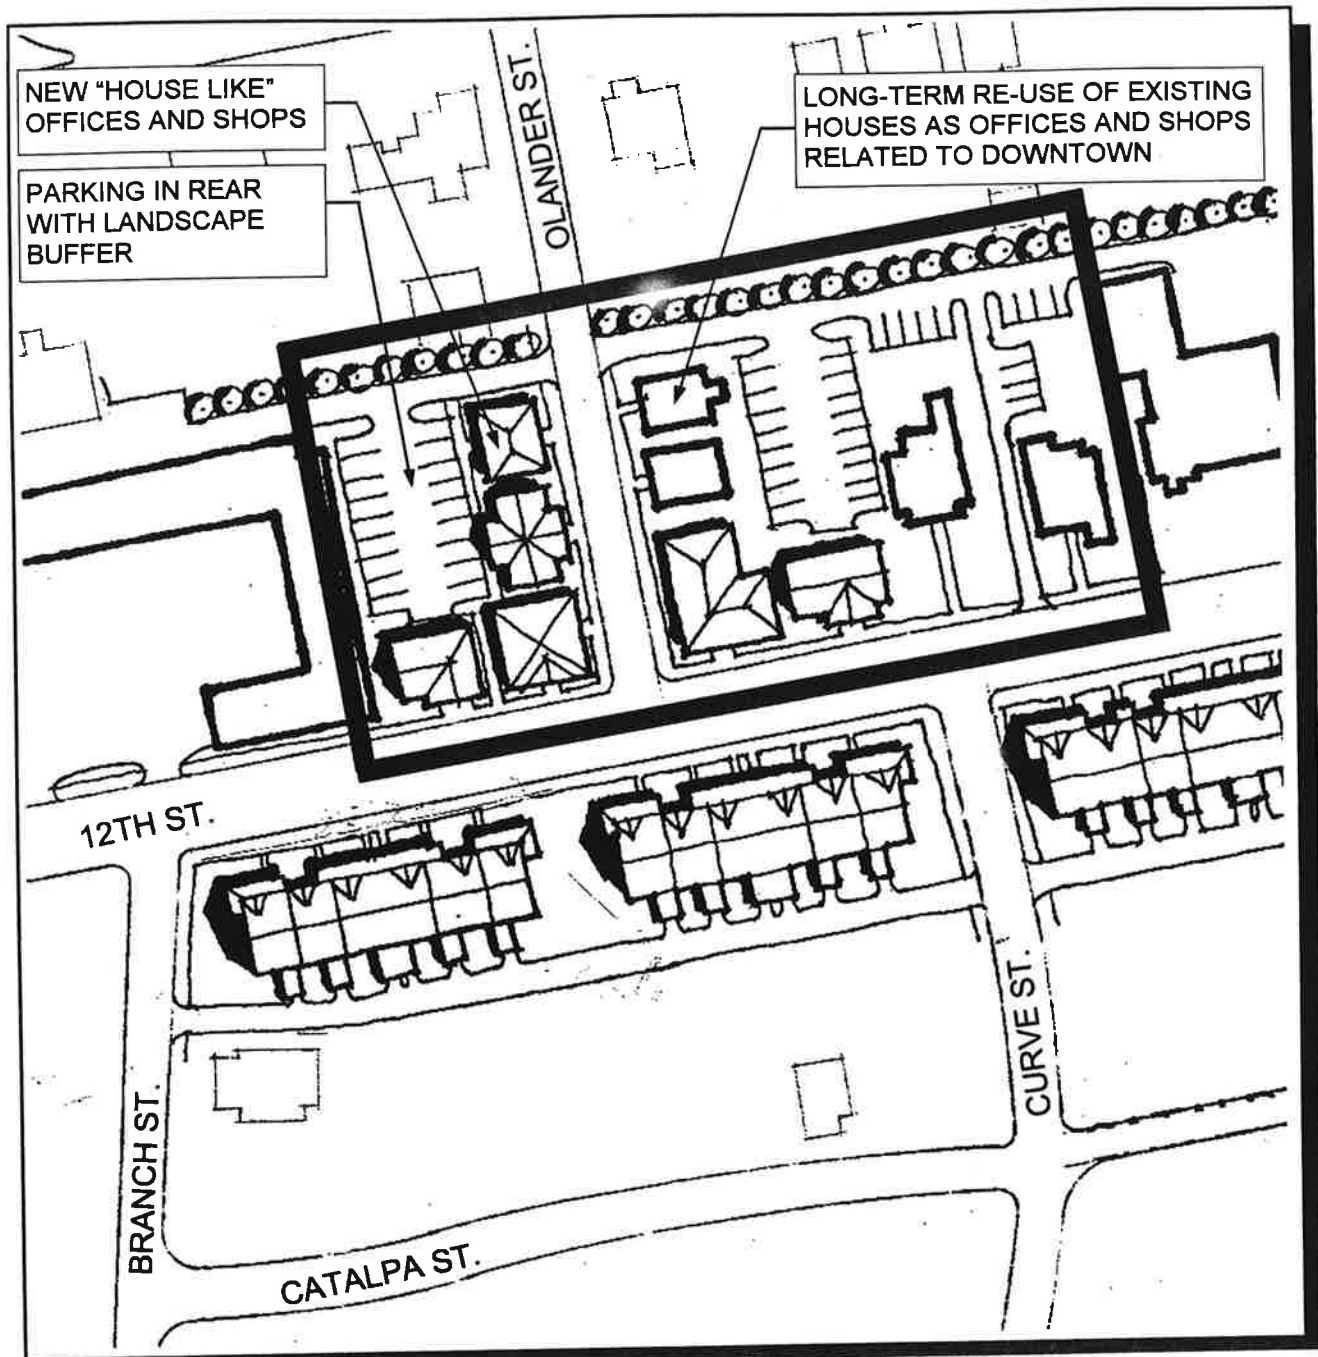 NEW “HOUSE LIKE”
OFFICES AND SHOPS
PARKING IN REAR
WITH LANDSCAPE
BUFFER
OLANDER ST.
LONG-TERM RE-USE OF EXISTING
HOUSES AS OFFICES AND SHOPS
RELATED TO DOWNTOWN
12TH ST.
BRANCH ST.
CURVE ST.
CATALPA ST.